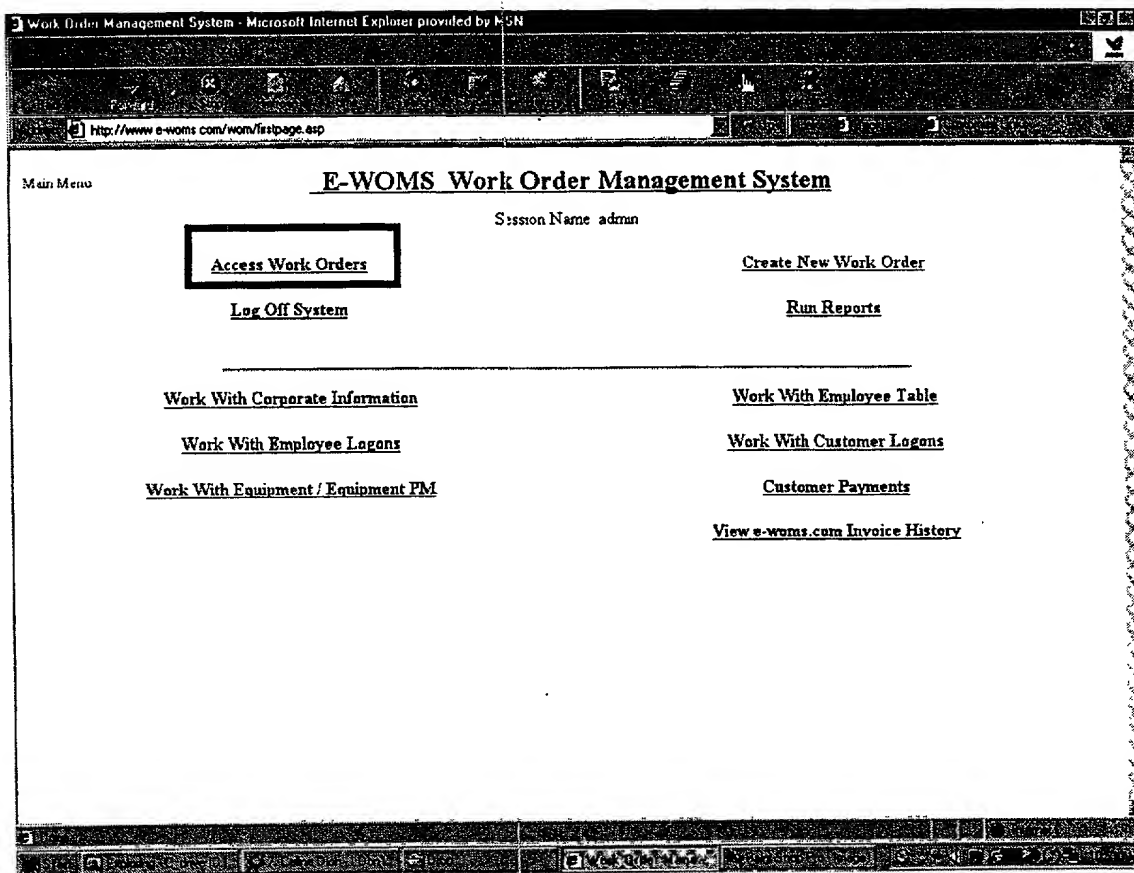 Work Order Management System - Microsoft Internet Explorer provided by MSN
Forward
http://www.e-woms com/wom/firstpage.asp
Main Menu
E-WOMS Work Order Management System
Session Name admin
Access Work Orders
Create New Work Order
Log Off System
Run Reports
Work With Corporate Information
Work With Employee Table
Work With Employee Logons
Work With Customer Logons
Work With Equipment / Equipment PM
Customer Payments
View e-woms.com Invoice History